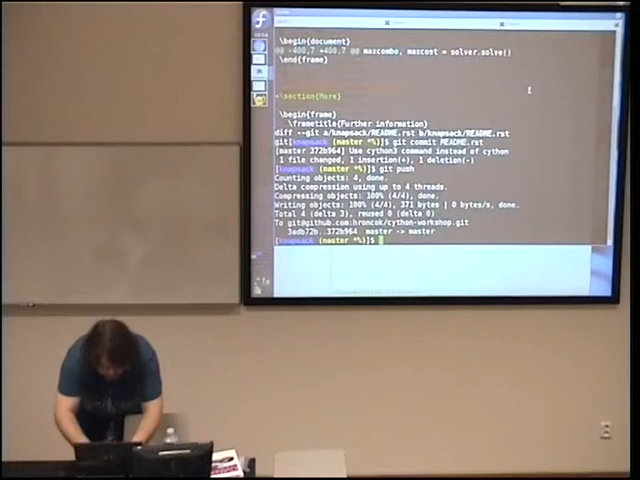 \begin{document}
@@ -400,7 +400,7 @@ maxcombo, maxcost = solver.solve()
\end{frame}
+\section{More}
\begin{frame}
\frametitle{Further information}
diff --git a/knapsack/README.rst b/knapsack/README.rst
git[knapsack (master *%)]$ git commit README.rst
[master 372b964] Use cython3 command instead of cython
1 file changed, 1 insertion(+), 1 deletion(-)
[knapsack (master *%)]$ git push
Counting objects: 4, done.
Delta compression using up to 4 threads.
Compressing objects: 100% (4/4), done.
Writing objects: 100% (4/4), 371 bytes | 0 bytes/s, done.
Total 4 (delta 3), reused 0 (delta 0)
To git@github.com:hroncok/cython-workshop.git
3adb72b..372b964 master -> master
[knapsack (master *%)]$